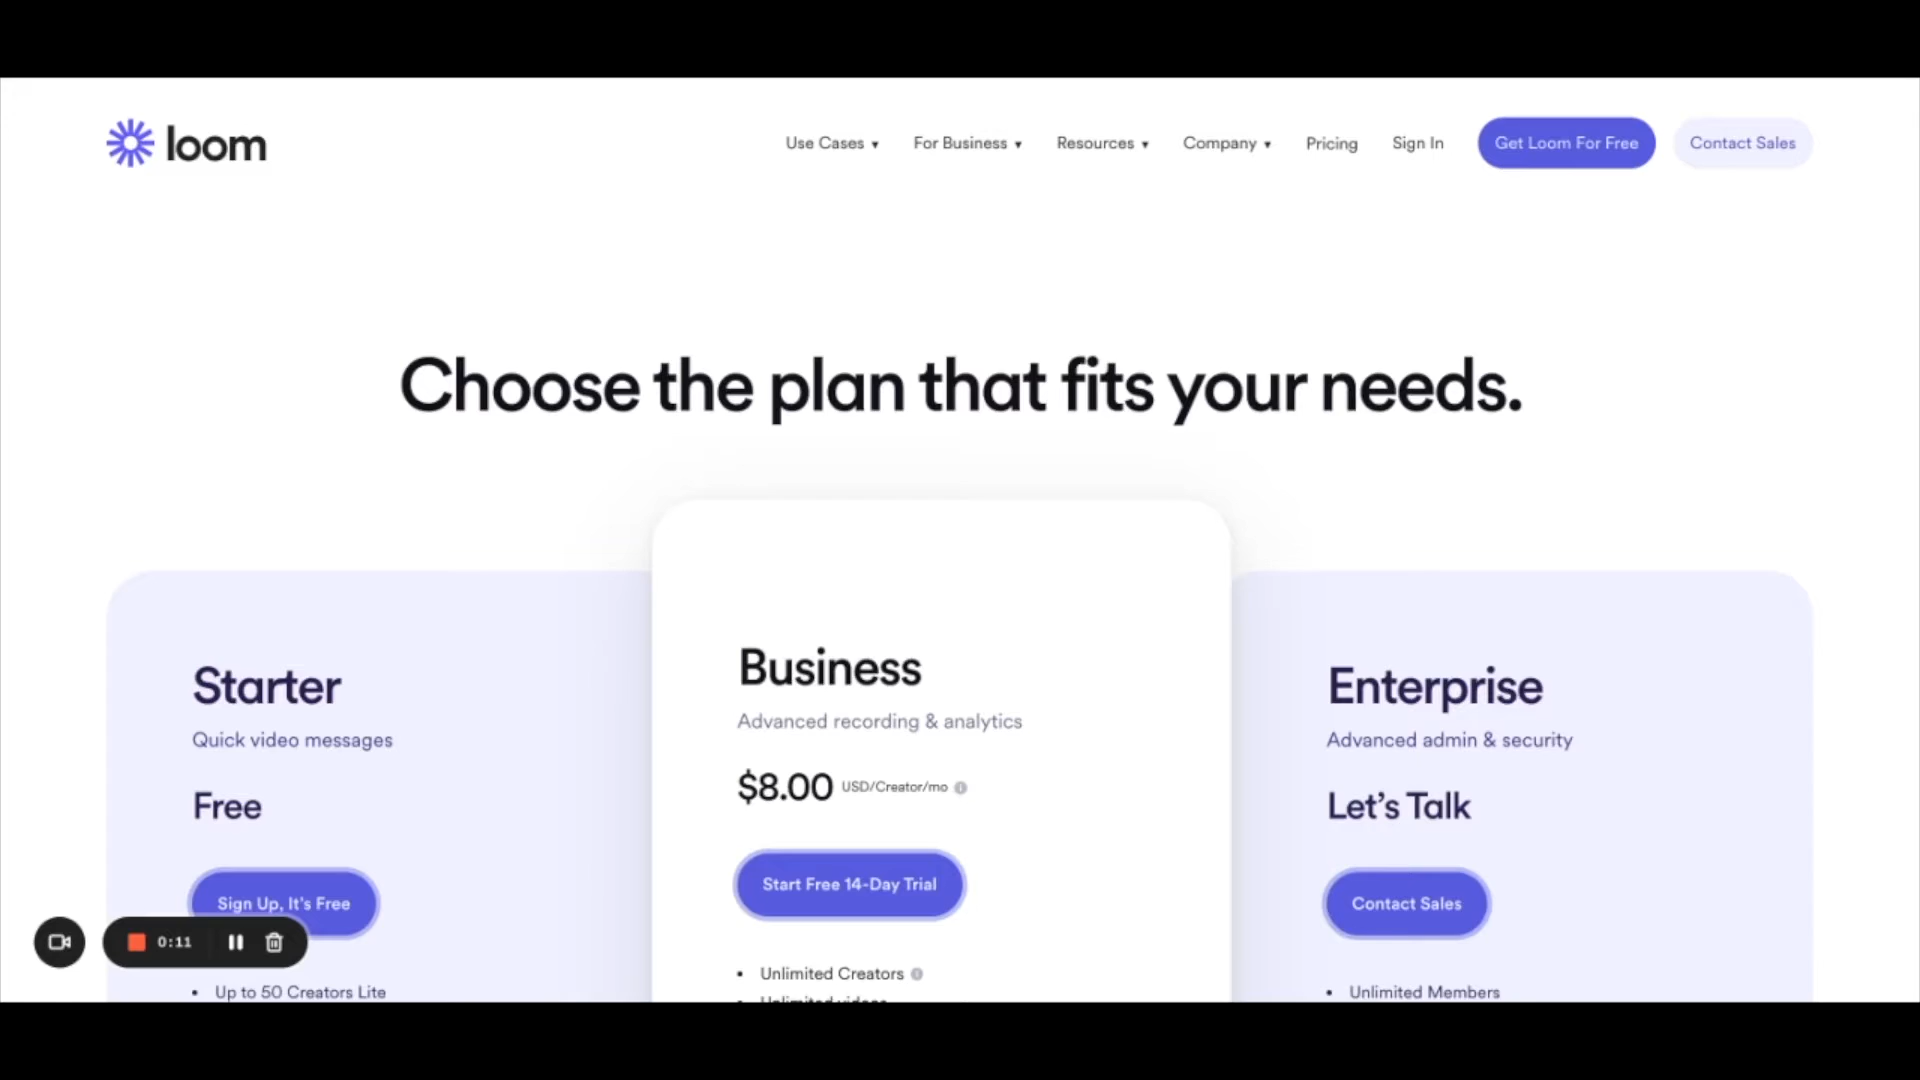 loom
Use Cases ▾ For Business ▾ Resources ▾ Company ▾ Pricing Sign In Get Loom For Free Contact Sales
Choose the plan that fits your needs.
Starter
Quick video messages
Free
Sign Up, It's Free
0:11
• Up to 50 Creators Lite
Business
Advanced recording & analytics
$8.00 USD/Creator/mo
Start Free 14-Day Trial
• Unlimited Creators
• Unlimited videos
Enterprise
Advanced admin & security
Let’s Talk
Contact Sales
• Unlimited Members